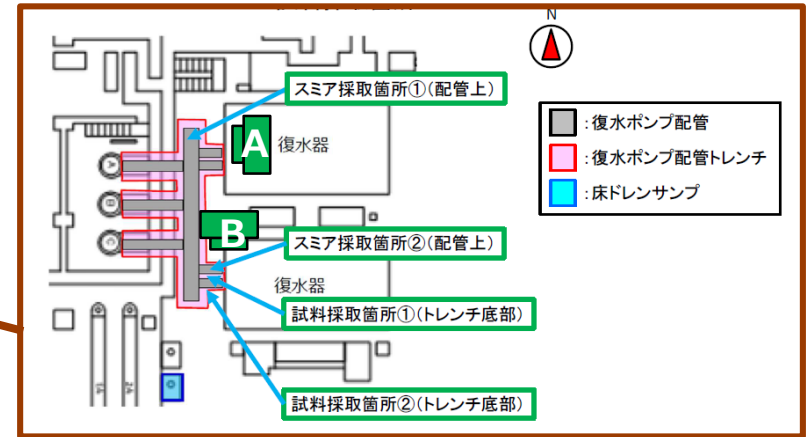 N
スミア採取箇所①(配管上)
:復水ポンプ配管
A
復水器
:復水ポンプ配管トレンチ
A
:床ドレンサンプ
B
B
C
スミア採取箇所②(配管上)
復水器
試料採取箇所①(トレンチ底部)
試料採取箇所②(トレンチ底部)